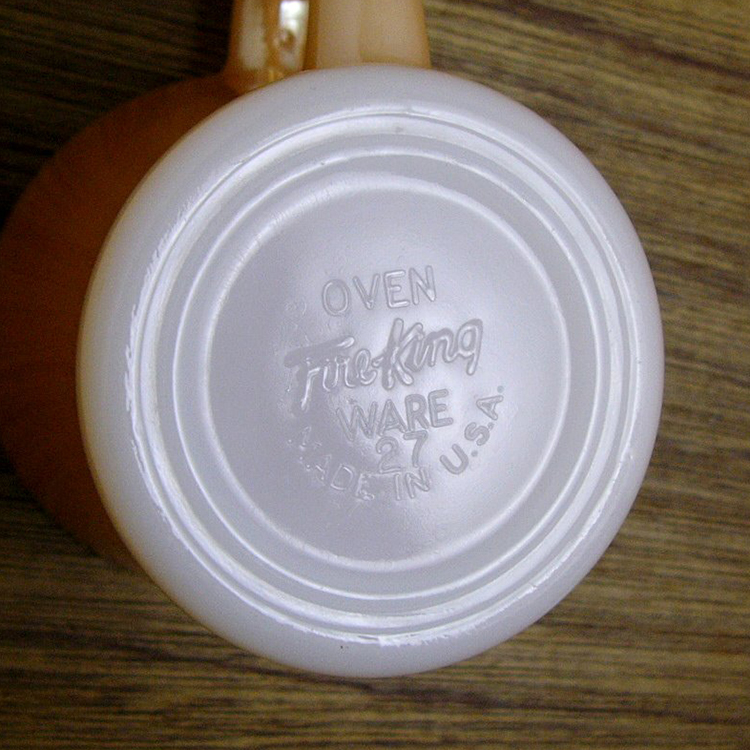 OVEN
Fire-King
WARE
27
MADE IN U.S.A.